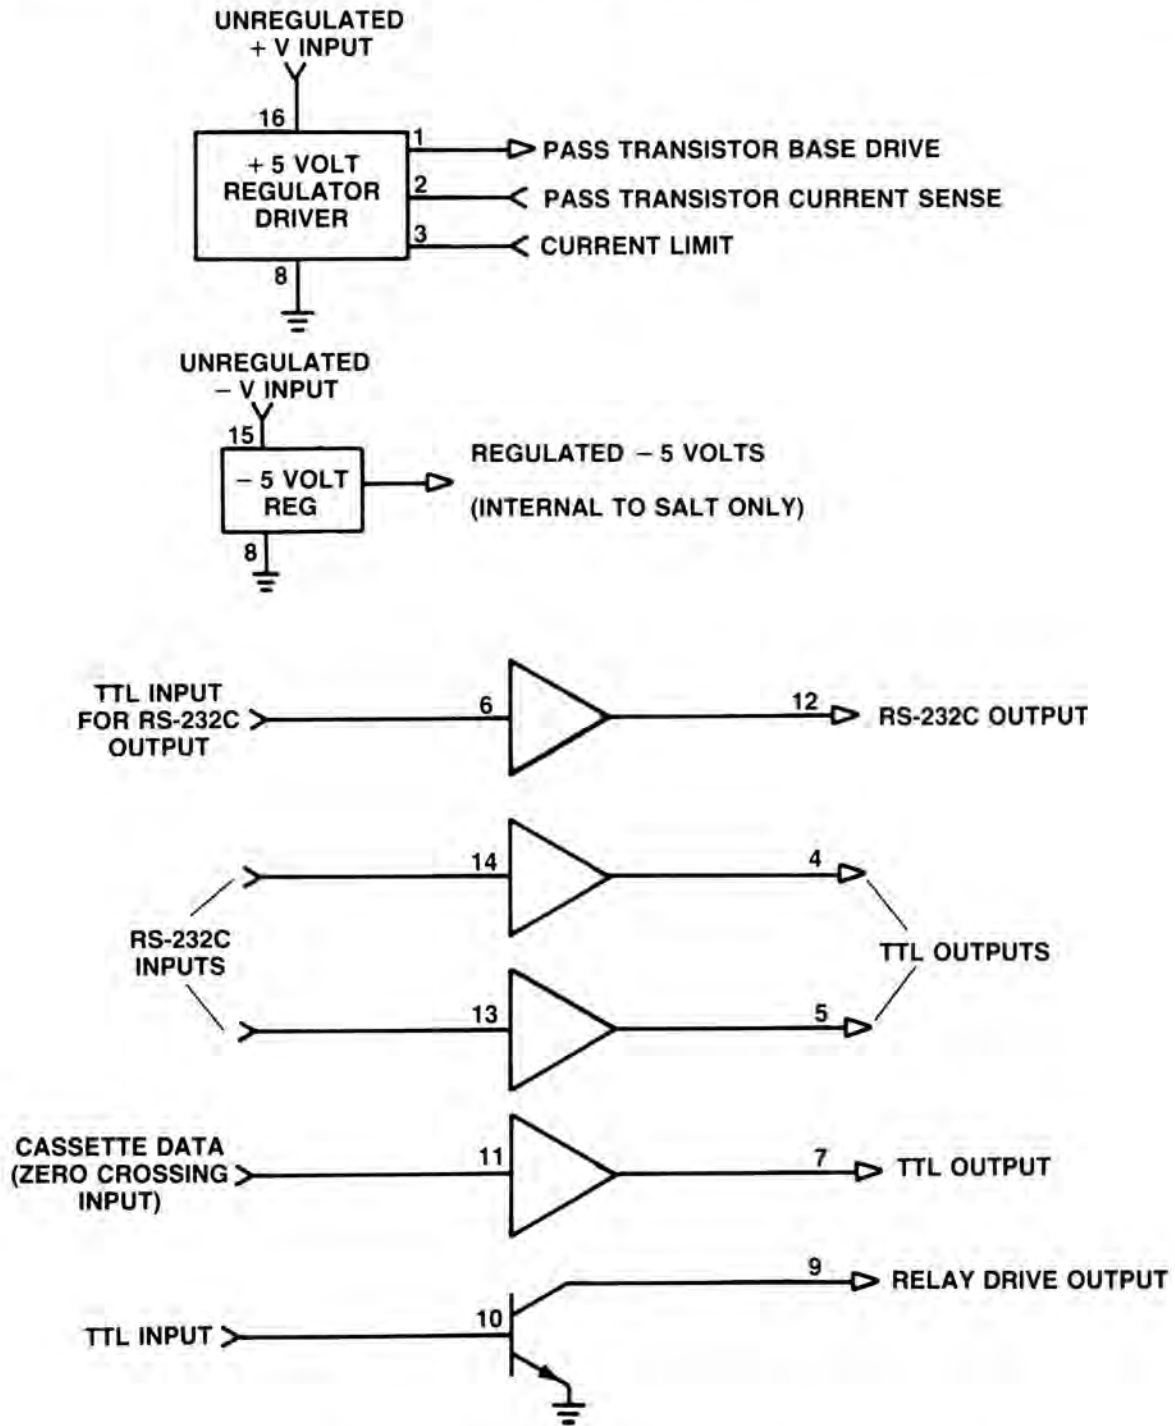 UNREGULATED
+ V INPUT
16
+ 5 VOLT
REGULATOR
DRIVER
1
PASS TRANSISTOR BASE DRIVE
2
PASS TRANSISTOR CURRENT SENSE
3
CURRENT LIMIT
8
UNREGULATED
– V INPUT
15
– 5 VOLT
REG
REGULATED – 5 VOLTS
(INTERNAL TO SALT ONLY)
8
TTL INPUT
FOR RS-232C
OUTPUT
6
12
RS-232C OUTPUT
14
4
RS-232C
INPUTS
TTL OUTPUTS
13
5
CASSETTE DATA
(ZERO CROSSING
INPUT)
11
7
TTL OUTPUT
TTL INPUT
10
9
RELAY DRIVE OUTPUT